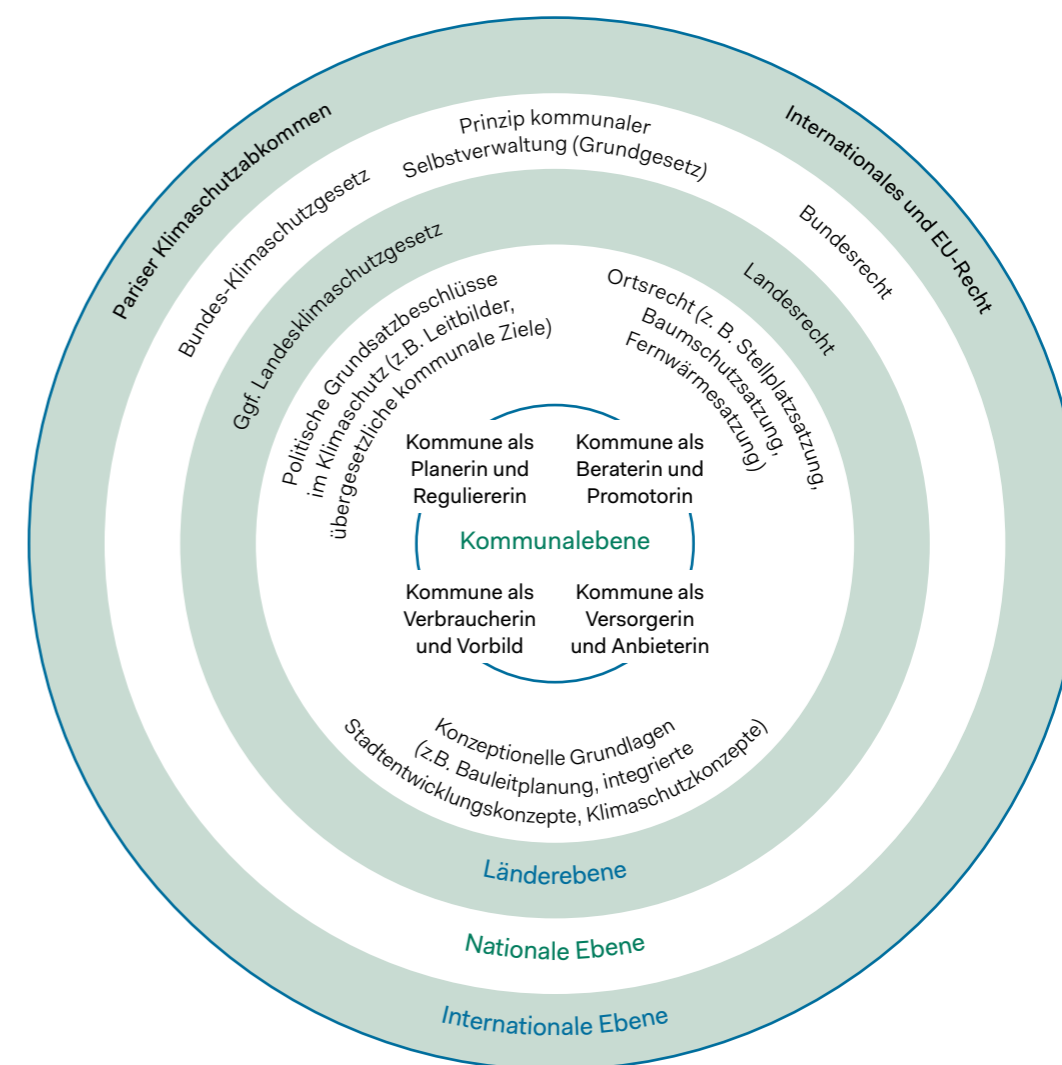 Pariser Klimaschutzabkommen
Internationales und EU-Recht
Bundes-Klimaschutzgesetz
Prinzip kommunaler
Selbstverwaltung (Grundgesetz)
Bundesrecht
Ggf. Landesklimaschutzgesetz
Landesrecht
Politische Grundsatzbeschlüsse
im Klimaschutz (z.B. Leitbilder,
übergesetzliche kommunale Ziele)
Ortsrecht (z. B. Stellplatzsatzung,
Baumschutzsatzung,
Fernwärmesatzung)
Kommune als
Planerin und
Reguliererin
Kommune als
Beraterin und
Promotorin
Kommunalebene
Kommune als
Verbraucherin
und Vorbild
Kommune als
Versorgerin
und Anbieterin
Konzeptionelle Grundlagen
(z.B. Bauleitplanung, integrierte
Stadtentwicklungskonzepte, Klimaschutzkonzepte)
Länderebene
Nationale Ebene
Internationale Ebene